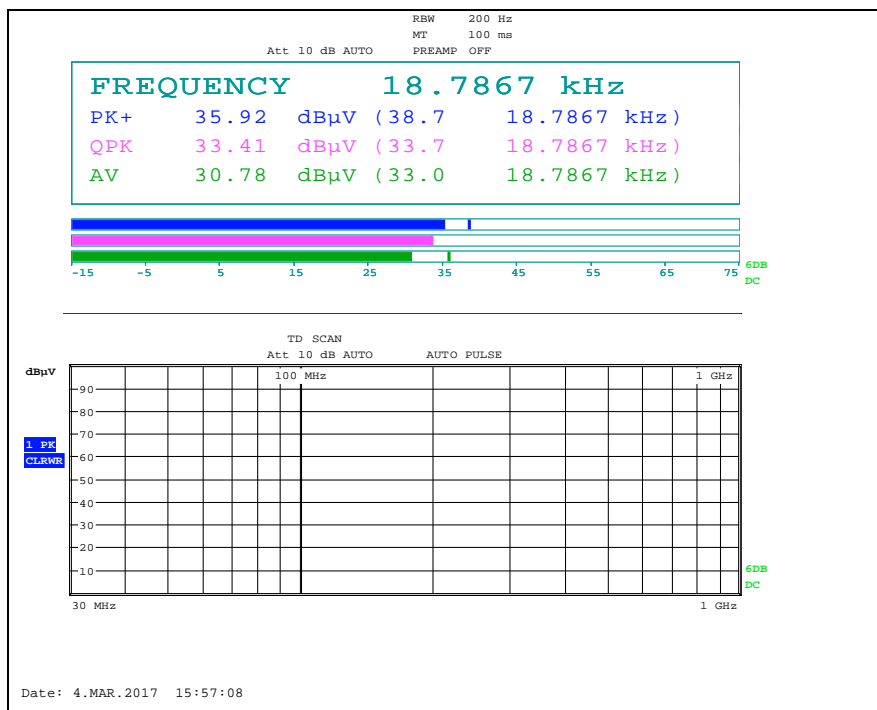 RBW 200 Hz
MT 100 ms
Att 10 dB AUTO PREAMP OFF
FREQUENCY 18.7867 kHz
PK+ 35.92 dBµV (38.7 18.7867 kHz)
QPK 33.41 dBµV (33.7 18.7867 kHz)
AV 30.78 dBµV (33.0 18.7867 kHz)
-15 -5 5 15 25 35 45 55 65 75
6DB
DC
TD SCAN
Att 10 dB AUTO AUTO PULSE
dBµV
100 MHz 1 GHz
90
80
70
1 PK
CLRWR
60
50
40
30
20
10
6DB
DC
30 MHz 1 GHz
Date: 4.MAR.2017 15:57:08